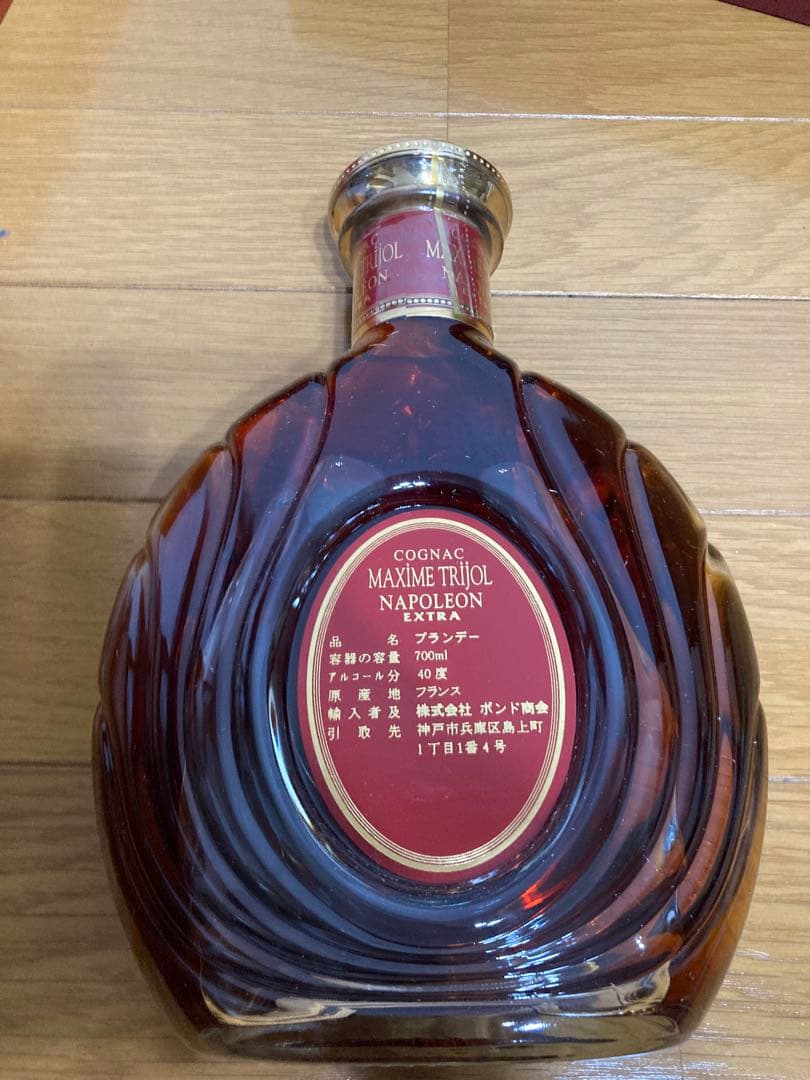 MAXIME TRIJOL
NAPOLEON
COGNAC
MAXIME TRIJOL
NAPOLEON
EXTRA
品名 ブランデー
容器の容量 700ml
アルコール分 40度
原産地 フランス
輸入者及 株式会社 ボンド商会
引取先 神戸市兵庫区島上町
1丁目1番4号